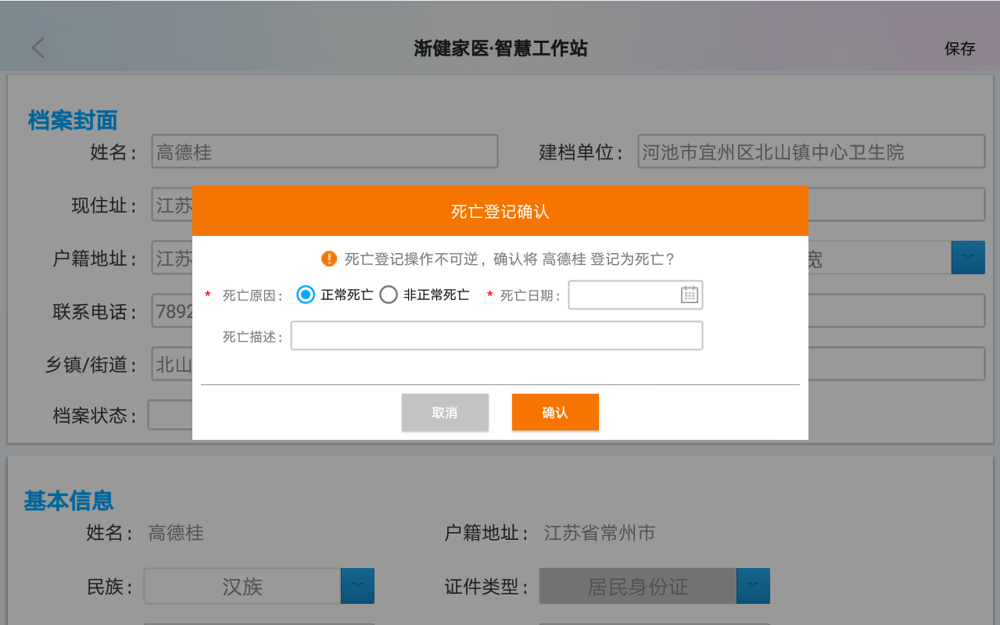 渐健家医·智慧工作站
保存
档案封面
姓名: 高德桂 建档单位: 河池市宜州区北山镇中心卫生院
现住址: 江苏
死亡登记确认
户籍地址: 江苏
死亡登记操作不可逆,确认将 高德桂 登记为死亡?
宽
* 死亡原因: 正常死亡 非正常死亡 * 死亡日期:
联系电话: 7892
死亡描述:
乡镇/街道: 北山
档案状态:
取消 确认
基本信息
姓名: 高德桂 户籍地址: 江苏省常州市
民族: 汉族 证件类型: 居民身份证